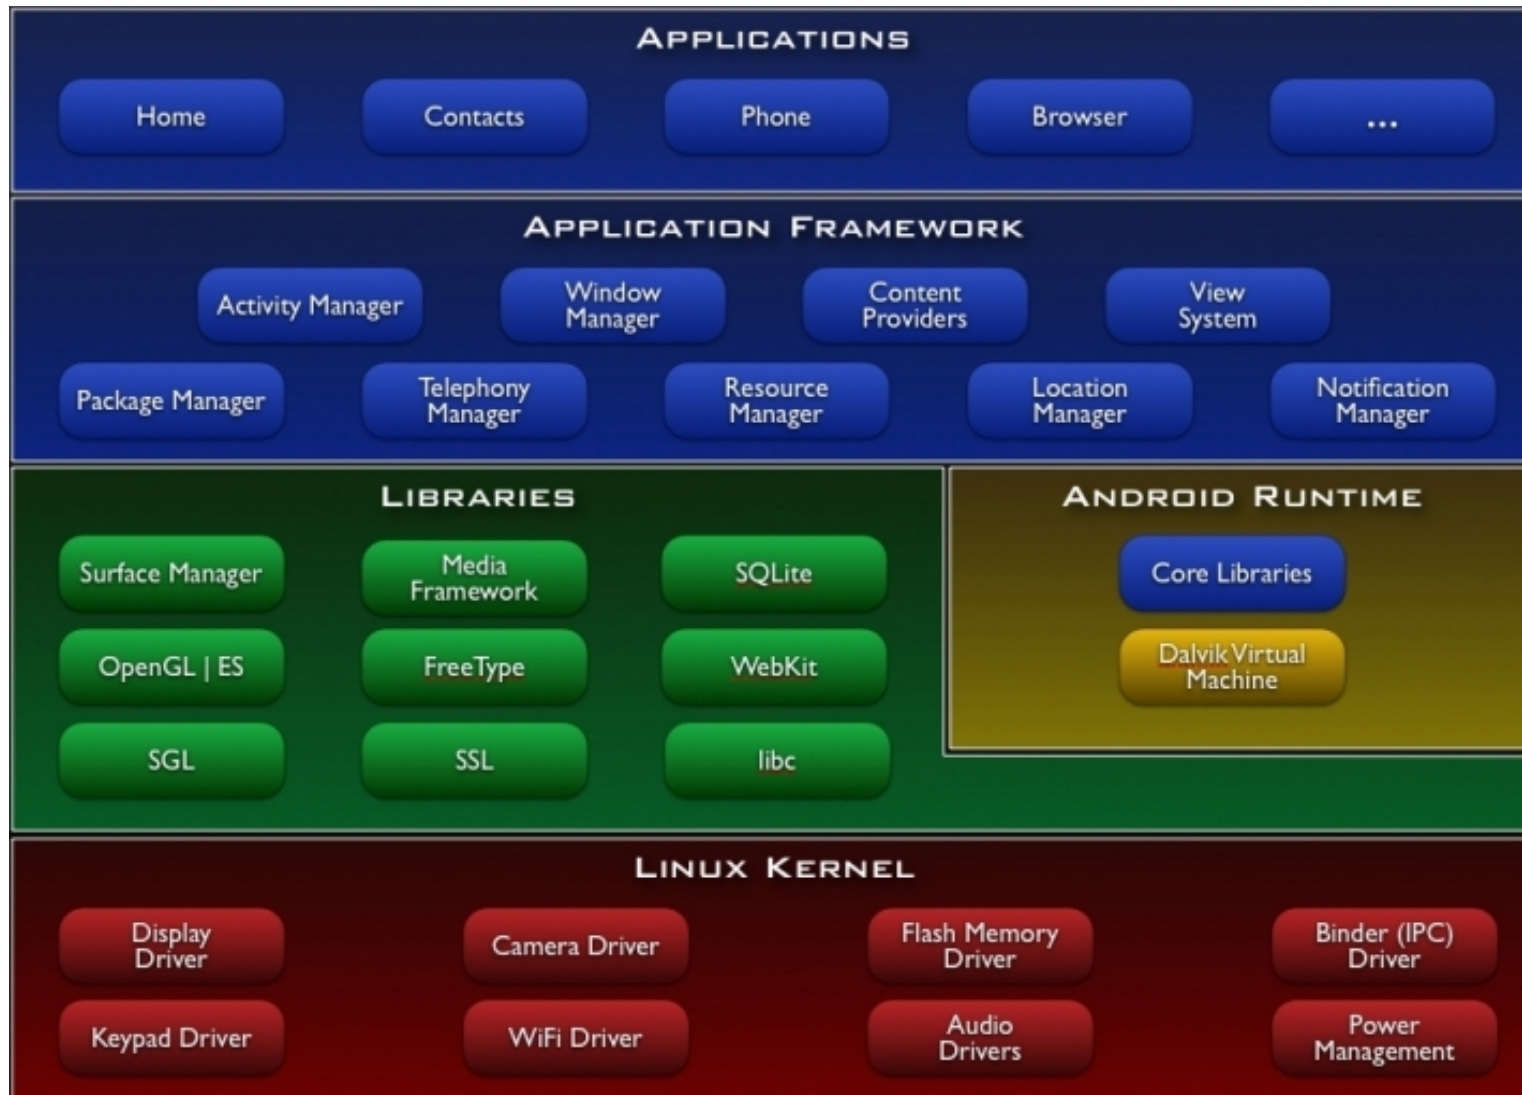 APPLICATIONS
Home
Contacts
Phone
Browser
...
APPLICATION FRAMEWORK
Activity Manager
Window
Manager
Content
Providers
View
System
Package Manager
Telephony
Manager
Resource
Manager
Location
Manager
Notification
Manager
LIBRARIES
Surface Manager
Media
Framework
SQLite
OpenGL | ES
FreeType
WebKit
SGL
SSL
libc
ANDROID RUNTIME
Core Libraries
Dalvik Virtual
Machine
LINUX KERNEL
Display
Driver
Camera Driver
Flash Memory
Driver
Binder (IPC)
Driver
Keypad Driver
WiFi Driver
Audio
Drivers
Power
Management